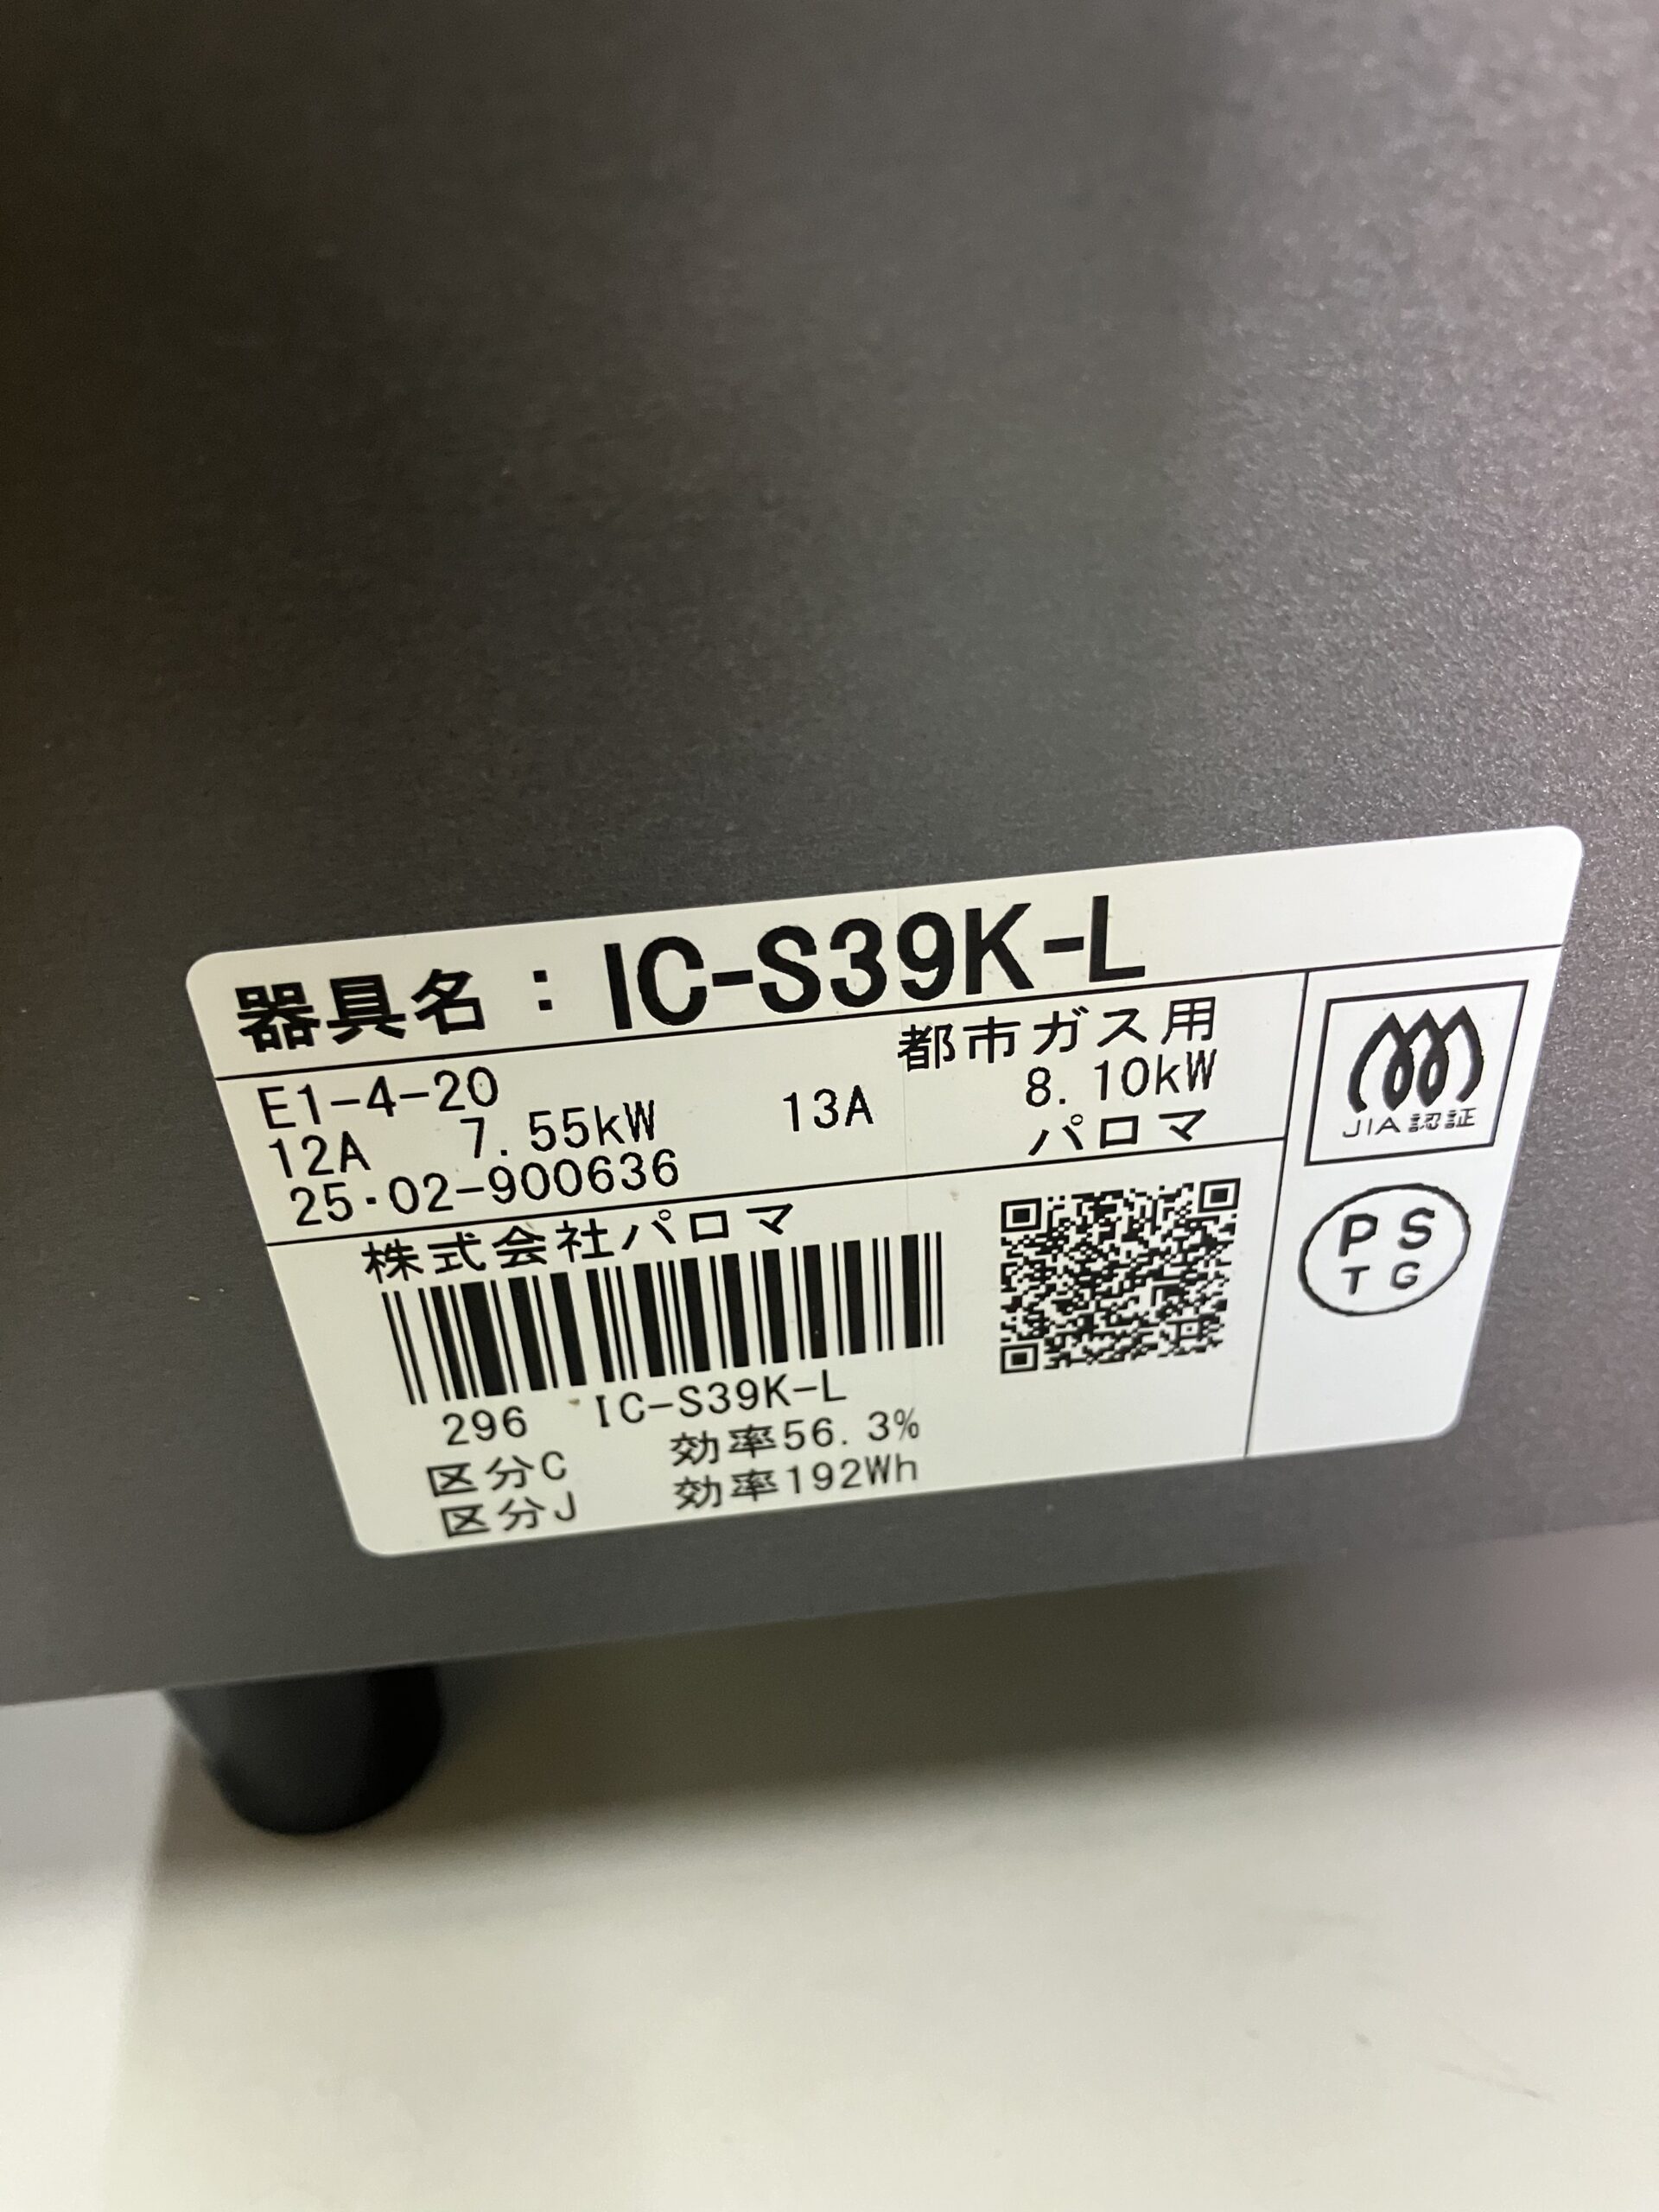 器具名：IC-S39K-L
E1-4-20 都市ガス用
12A 7.55kW 13A 8.10kW
25・02-900636 パロマ
JIA認証
株式会社パロマ
PS
TG
296 IC-S39K-L
区分C 効率56.3%
区分J 効率192Wh